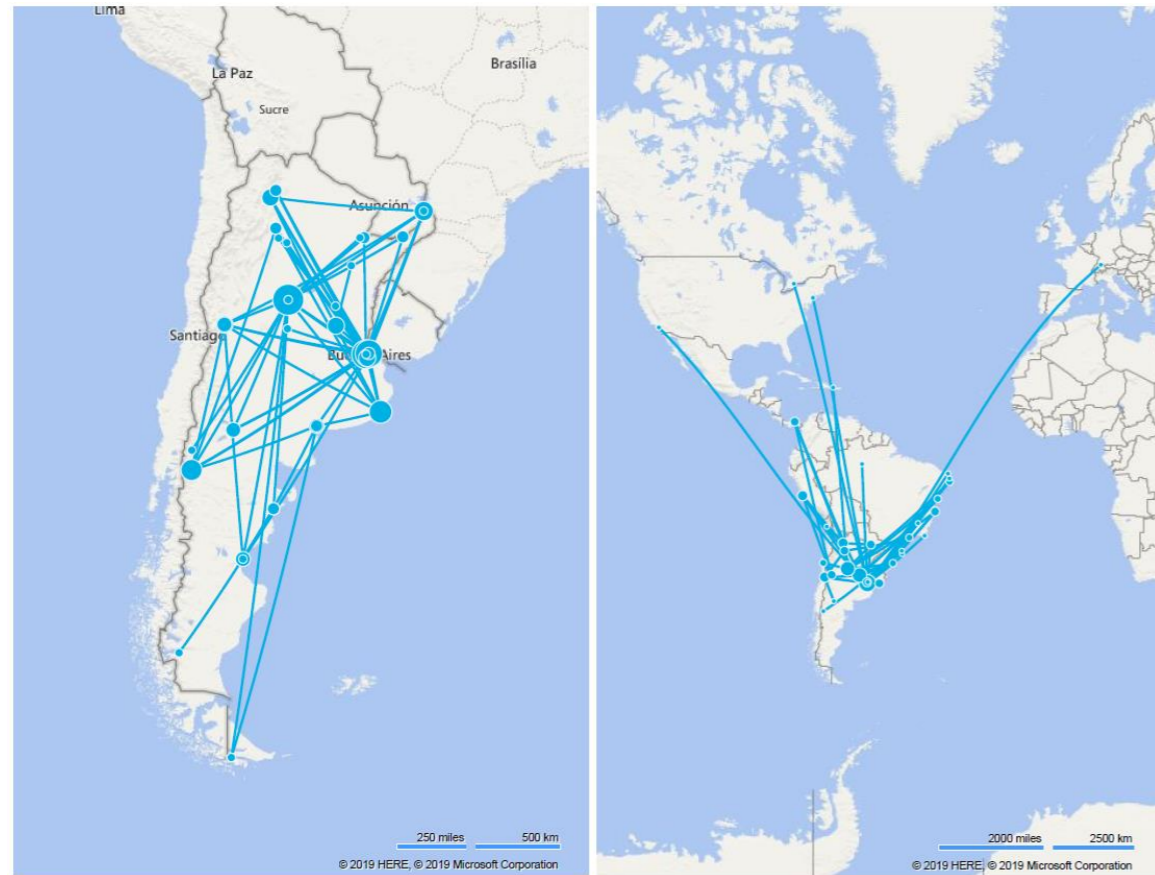 Lima
Brasília
La Paz
Sucre
Asunción
Santiago
Buenos Aires
250 miles 500 km
© 2019 HERE, © 2019 Microsoft Corporation
2000 miles 2500 km
© 2019 HERE, © 2019 Microsoft Corporation